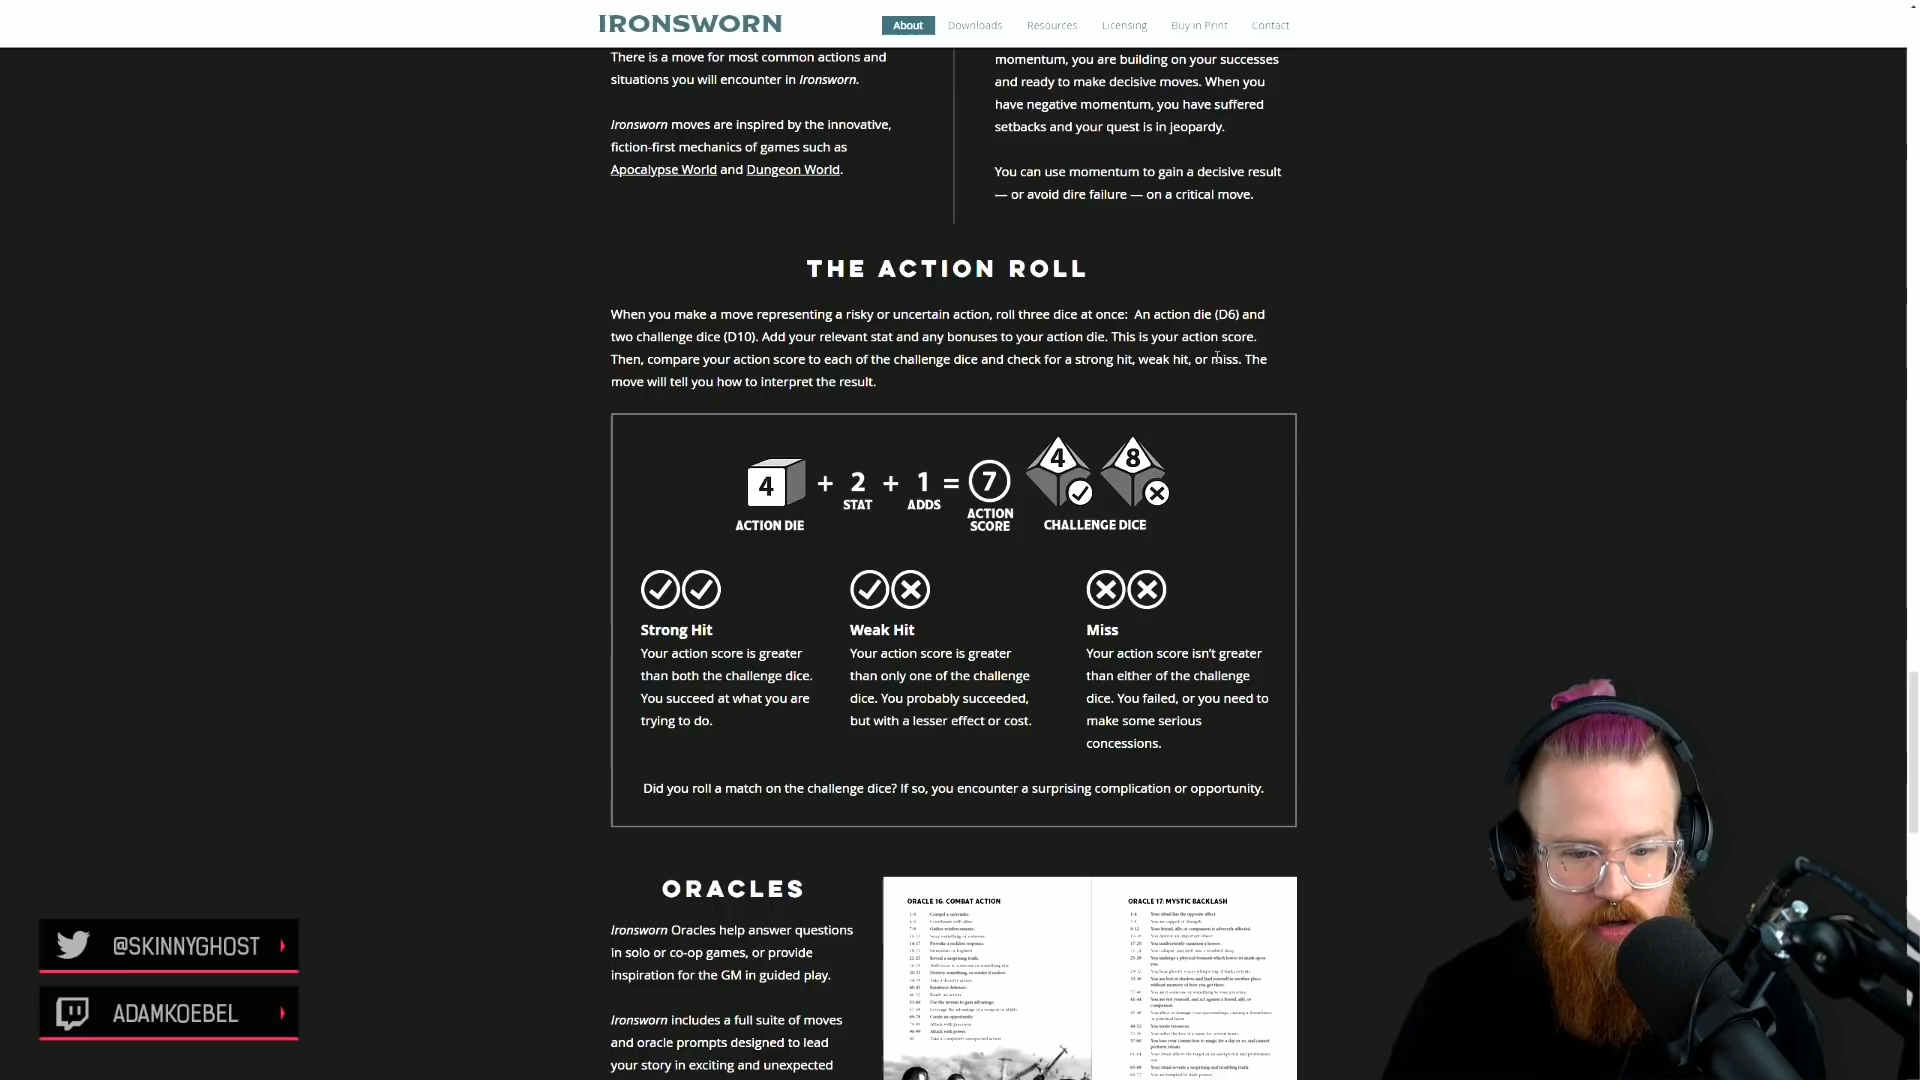 IRONSWORN
About Downloads Resources Licensing Buy in Print Contact
There is a move for most common actions and
situations you will encounter in Ironsworn.
Ironsworn moves are inspired by the innovative,
fiction-first mechanics of games such as
Apocalypse World and Dungeon World.
momentum, you are building on your successes
and ready to make decisive moves. When you
have negative momentum, you have suffered
setbacks and your quest is in jeopardy.
You can use momentum to gain a decisive result
— or avoid dire failure — on a critical move.
THE ACTION ROLL
When you make a move representing a risky or uncertain action, roll three dice at once: An action die (D6) and
two challenge dice (D10). Add your relevant stat and any bonuses to your action die. This is your action score.
Then, compare your action score to each of the challenge dice and check for a strong hit, weak hit, or miss. The
move will tell you how to interpret the result.
4 + 2 + 1 = 7 4 8
STAT ADDS
ACTION DIE ACTION SCORE CHALLENGE DICE
Strong Hit
Your action score is greater
than both the challenge dice.
You succeed at what you are
trying to do.
Weak Hit
Your action score is greater
than only one of the challenge
dice. You probably succeeded,
but with a lesser effect or cost.
Miss
Your action score isn't greater
than either of the challenge
dice. You failed, or you need to
make some serious
concessions.
Did you roll a match on the challenge dice? If so, you encounter a surprising complication or opportunity.
ORACLES
Ironsworn Oracles help answer questions
in solo or co-op games, or provide
inspiration for the GM in guided play.
Ironsworn includes a full suite of moves
and oracle prompts designed to lead
your story in exciting and unexpected
ORACLE 16: COMBAT ACTION
ORACLE 17: MYSTIC BACKLASH
@SKINNYGHOST
ADAMKOEBEL